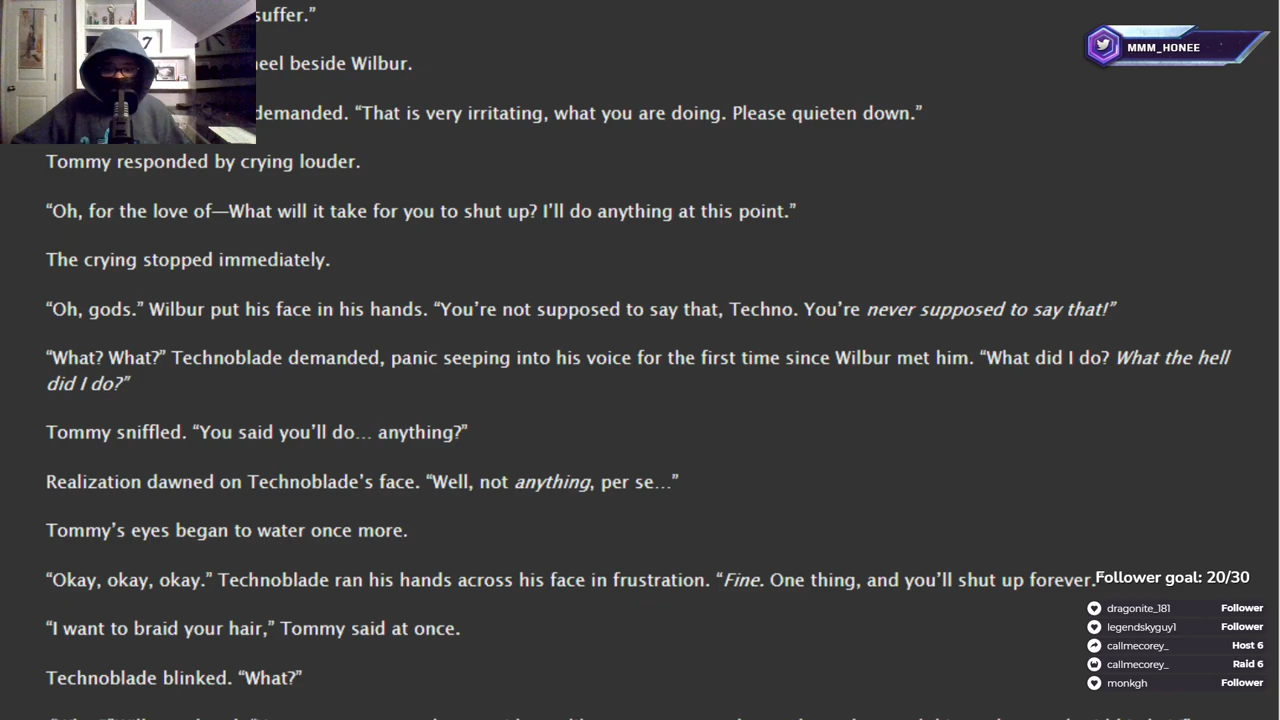 suffer.”
MMM_HONEE
heel beside Wilbur.
demanded. “That is very irritating, what you are doing. Please quieten down.”
Tommy responded by crying louder.
“Oh, for the love of—What will it take for you to shut up? I’ll do anything at this point.”
The crying stopped immediately.
“Oh, gods.” Wilbur put his face in his hands. “You’re not supposed to say that, Techno. You’re never supposed to say that!”
“What? What?” Technoblade demanded, panic seeping into his voice for the first time since Wilbur met him. “What did I do? What the hell
did I do?”
Tommy sniffled. “You said you’ll do… anything?”
Realization dawned on Technoblade’s face. “Well, not anything, per se…”
Tommy’s eyes began to water once more.
“Okay, okay, okay.” Technoblade ran his hands across his face in frustration. “Fine. One thing, and you’ll shut up forever.
Follower goal: 20/30
dragonite_181 Follower
legendskyguy1 Follower
“I want to braid your hair,” Tommy said at once.
callmecorey_ Host 6
callmecorey_ Raid 6
Technoblade blinked. “What?”
monkgh Follower